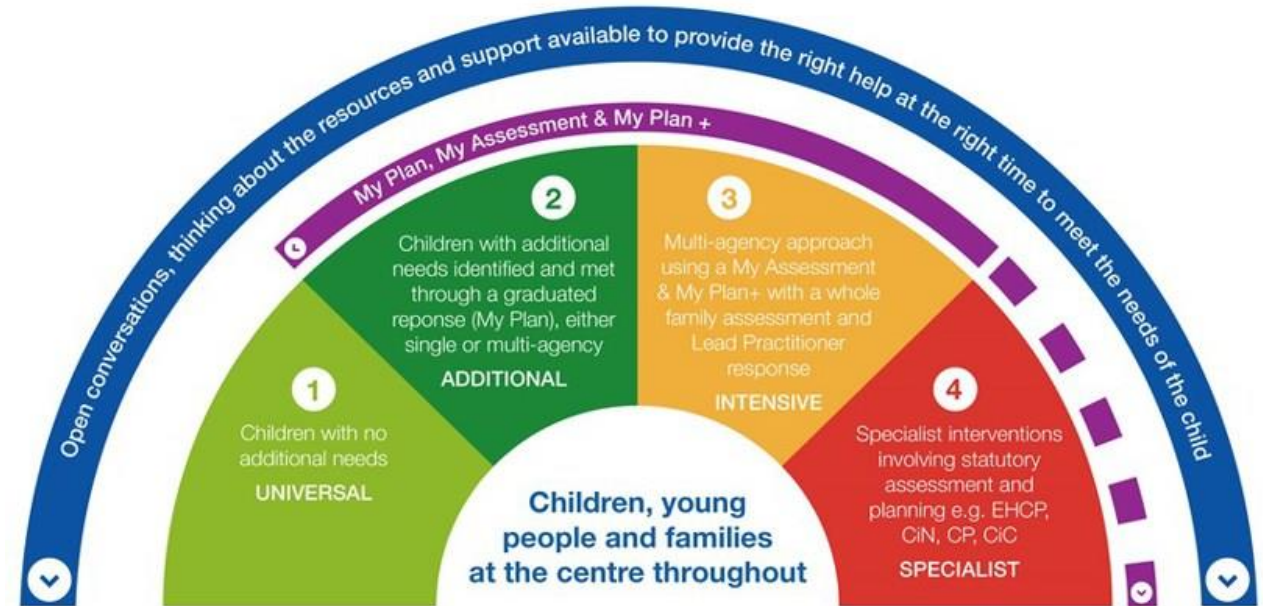 Open conversations, thinking about the resources and support available to provide the right help at the right time to meet the needs of the child
My Plan, My Assessment & My Plan +
1
Children with no
additional needs
UNIVERSAL
2
Children with additional
needs identified and met
through a graduated
reponse (My Plan), either
single or multi-agency
ADDITIONAL
3
Multi-agency approach
using a My Assessment
& My Plan+ with a whole
family assessment and
Lead Practitioner
response
INTENSIVE
4
Specialist interventions
involving statutory
assessment and
planning e.g. EHCP,
CiN, CP, CiC
SPECIALIST
Children, young
people and families
at the centre throughout